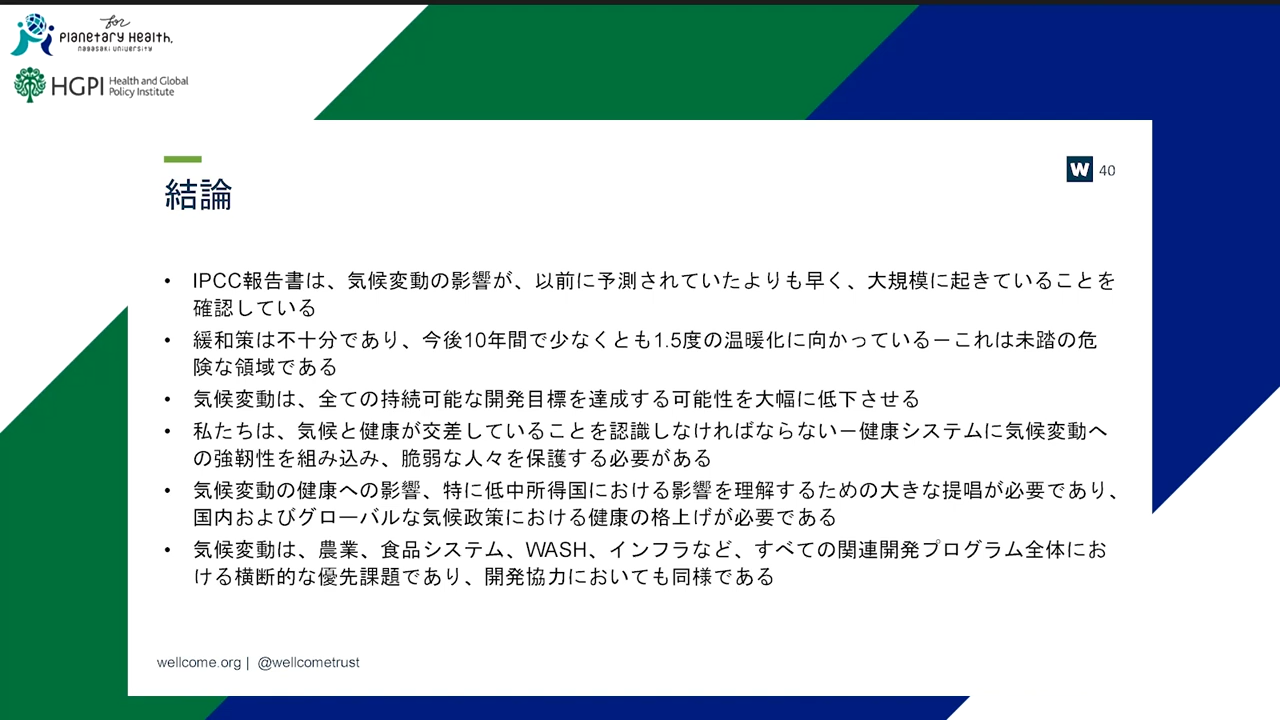 for
PLanetary HeaLth,
nagasaki university
HGPI Health and Global
Policy Institute
W 40
結論
• IPCC報告書は、気候変動の影響が、以前に予測されていたよりも早く、大規模に起きていることを
確認している
• 緩和策は不十分であり、今後10年間で少なくとも1.5度の温暖化に向かっている－これは未踏の危
険な領域である
• 気候変動は、全ての持続可能な開発目標を達成する可能性を大幅に低下させる
• 私たちは、気候と健康が交差していることを認識しなければならない－健康システムに気候変動へ
の強靭性を組み込み、脆弱な人々を保護する必要がある
• 気候変動の健康への影響、特に低中所得国における影響を理解するための大きな提唱が必要であり、
国内およびグローバルな気候政策における健康の格上げが必要である
• 気候変動は、農業、食品システム、WASH、インフラなど、すべての関連開発プログラム全体にお
ける横断的な優先課題であり、開発協力においても同様である
wellcome.org | @wellcometrust